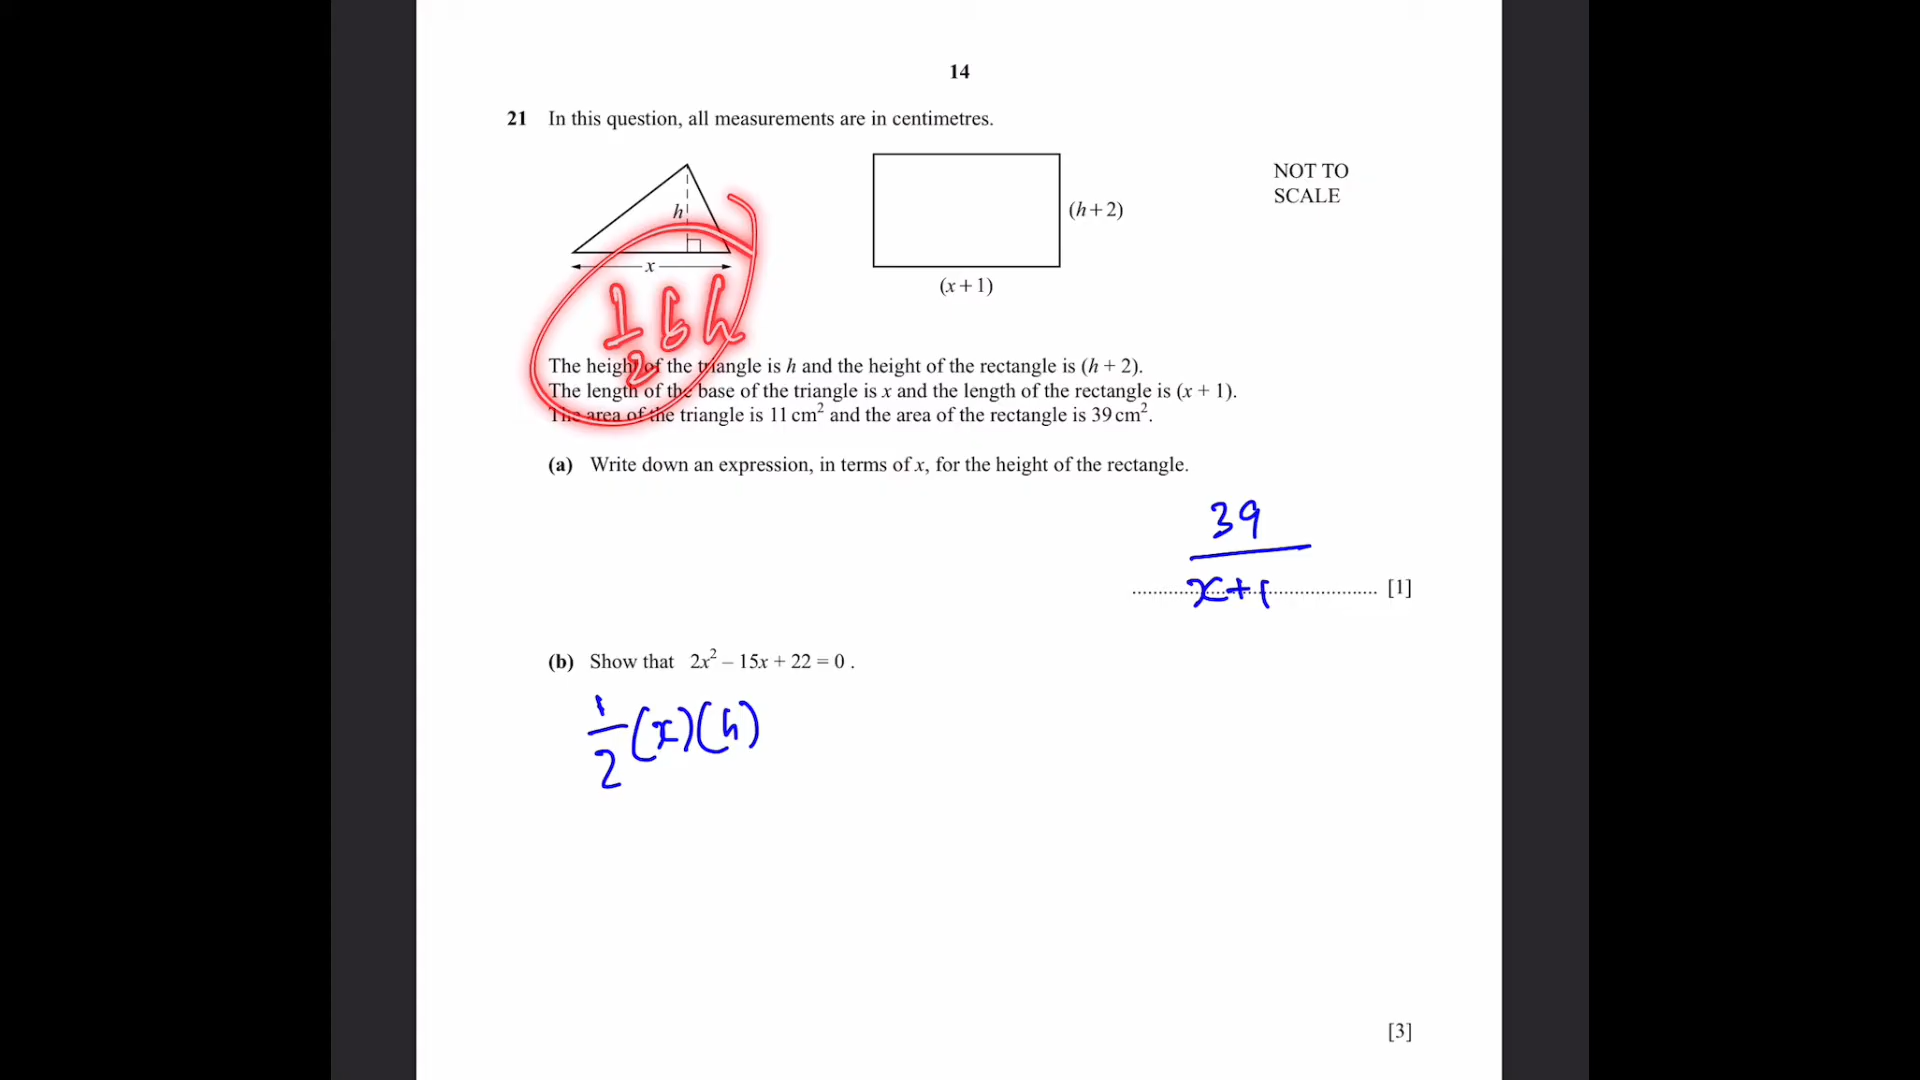 14
21 In this question, all measurements are in centimetres.
NOT TO
SCALE
h
(h + 2)
x
(x + 1)
1/2 b h
The height of the triangle is h and the height of the rectangle is (h + 2).
The length of the base of the triangle is x and the length of the rectangle is (x + 1).
The area of the triangle is 11 cm² and the area of the rectangle is 39 cm².
(a) Write down an expression, in terms of x, for the height of the rectangle.
39
x+1 [1]
(b) Show that 2x² – 15x + 22 = 0 .
1/2 (x)(h)
[3]